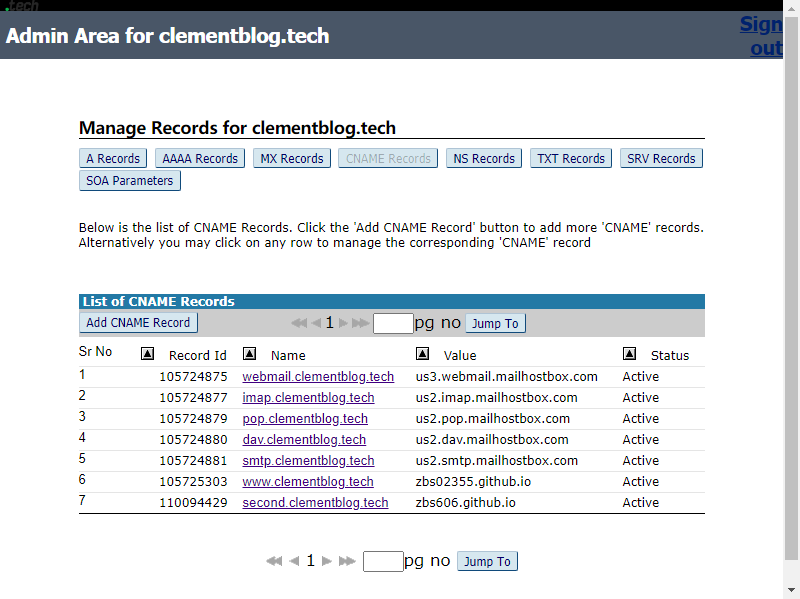 .tech
Admin Area for clementblog.tech
Sign out
Manage Records for clementblog.tech
A Records AAAA Records MX Records CNAME Records NS Records TXT Records SRV Records
SOA Parameters
Below is the list of CNAME Records. Click the 'Add CNAME Record' button to add more 'CNAME' records.
Alternatively you may click on any row to manage the corresponding 'CNAME' record
List of CNAME Records
Add CNAME Record 1 pg no Jump To
Sr No Record Id Name Value Status
1 105724875 webmail.clementblog.tech us3.webmail.mailhostbox.com Active
2 105724877 imap.clementblog.tech us2.imap.mailhostbox.com Active
3 105724879 pop.clementblog.tech us2.pop.mailhostbox.com Active
4 105724880 dav.clementblog.tech us2.dav.mailhostbox.com Active
5 105724881 smtp.clementblog.tech us2.smtp.mailhostbox.com Active
6 105725303 www.clementblog.tech zbs02355.github.io Active
7 110094429 second.clementblog.tech zbs606.github.io Active
1 pg no Jump To